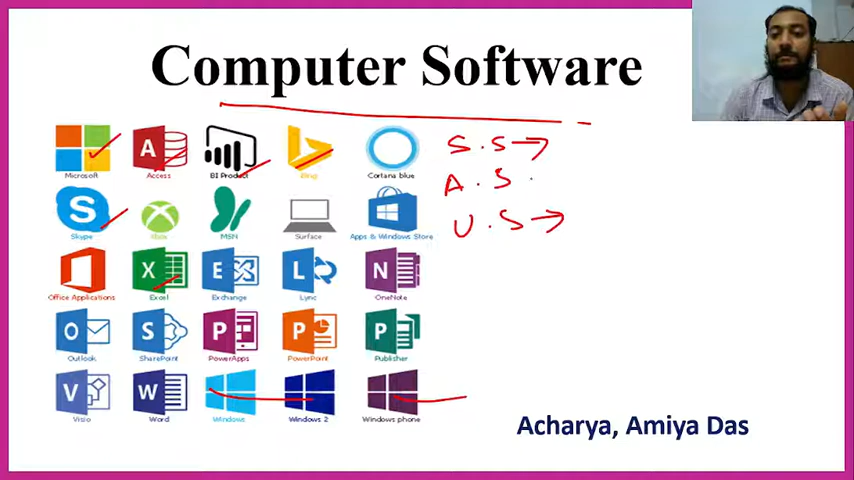 Computer Software
Microsoft Access BI Product Bing Cortana blue
S.S →
A.S
Skype Xbox MSN Surface Apps & Windows Store
U.S →
Office Applications Excel Exchange Lync OneNote
Outlook SharePoint PowerApps PowerPoint Publisher
Visio Word Windows Windows 2 Windows phone
Acharya, Amiya Das